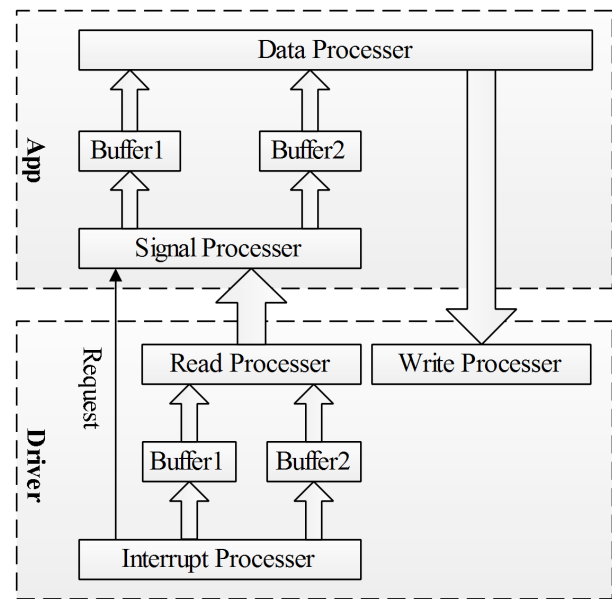 Data Processer
Buffer1
Buffer2
App
Signal Processer
Request
Read Processer
Write Processer
Driver
Buffer1
Buffer2
Interrupt Processer